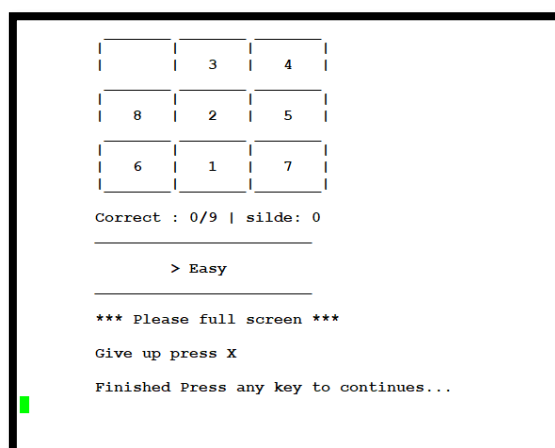 3 4
8 2 5
6 1 7
Correct : 0/9 | silde: 0
> Easy
*** Please full screen ***
Give up press X
Finished Press any key to continues...